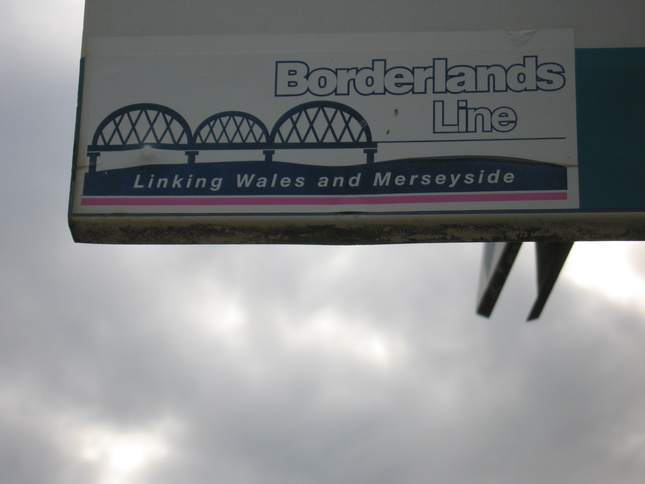 Borderlands
Line
Linking Wales and Merseyside